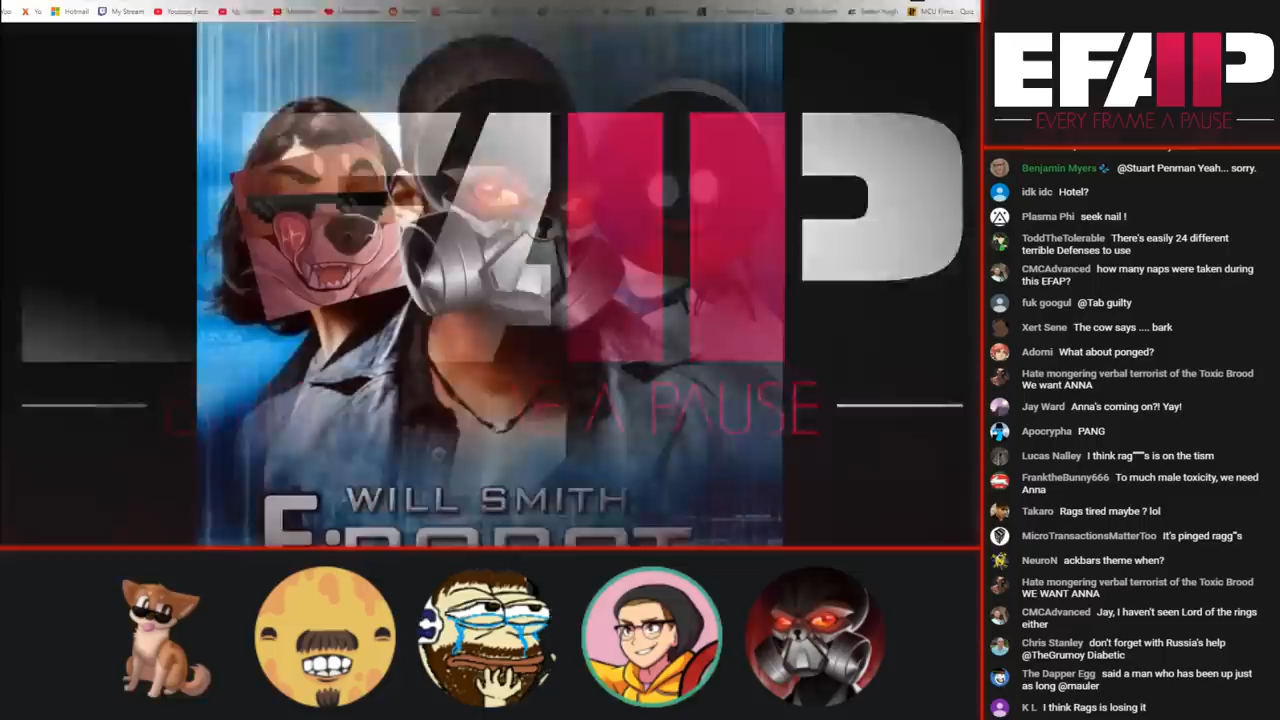 Yo
Hotmail
My Stream
Youtoozs Fanc
MCU Films
Quiz
EFAP
EVERY FRAME A PAUSE
A PAUSE
WILL SMITH
Benjamin Myers @Stuart Penman Yeah... sorry.
idk idc Hotel?
Plasma Phi seek nail !
ToddTheTolerable There's easily 24 different
terrible Defenses to use
CMCAdvanced how many naps were taken during
this EFAP?
fuk googul @Tab guilty
Xert Sene The cow says .... bark
Adomi What about ponged?
Hate mongering verbal terrorist of the Toxic Brood
We want ANNA
Jay Ward Anna's coming on?! Yay!
Apocrypha PANG
Lucas Nalley I think rag"""s is on the tism
FranktheBunny666 To much male toxicity, we need
Anna
Takaro Rags tired maybe ? lol
MicroTransactionsMatterToo It's pinged ragg"s
NeuroN ackbars theme when?
Hate mongering verbal terrorist of the Toxic Brood
WE WANT ANNA
CMCAdvanced Jay, I haven't seen Lord of the rings
either
Chris Stanley don't forget with Russia's help
@TheGrumoy Diabetic
The Dapper Egg said a man who has been up just
as long @mauler
K L I think Rags is losing it